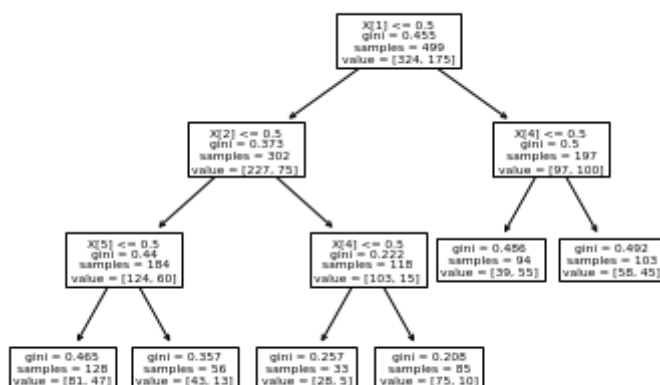 X[1] <= 0.5
gini = 0.455
samples = 499
value = [324, 175]
X[2] <= 0.5
gini = 0.373
samples = 302
value = [227, 75]
X[4] <= 0.5
gini = 0.5
samples = 197
value = [97, 100]
X[5] <= 0.5
gini = 0.44
samples = 184
value = [124, 60]
X[4] <= 0.5
gini = 0.222
samples = 118
value = [103, 15]
gini = 0.486
samples = 94
value = [39, 55]
gini = 0.492
samples = 103
value = [58, 45]
gini = 0.465
samples = 128
value = [81, 47]
gini = 0.357
samples = 56
value = [43, 13]
gini = 0.257
samples = 33
value = [28, 5]
gini = 0.208
samples = 85
value = [75, 10]